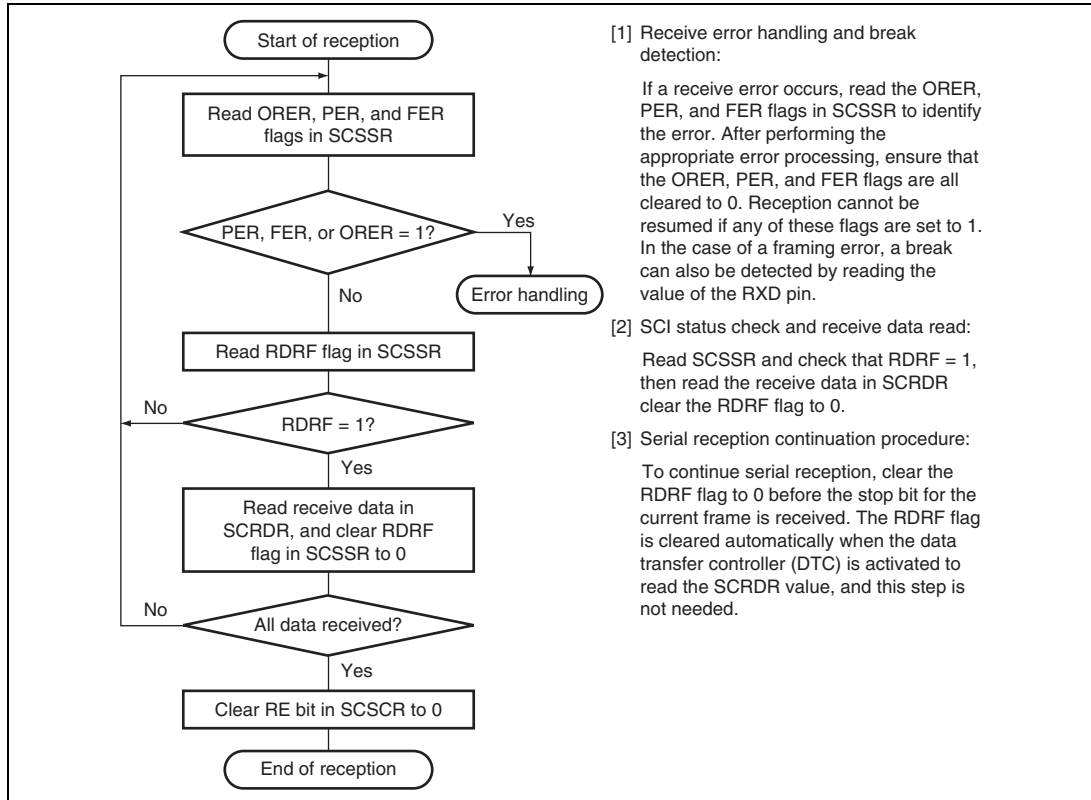 Start of reception
Read ORER, PER, and FER
flags in SCSSR
PER, FER, or ORER = 1?
Yes
Error handling
No
Read RDRF flag in SCSSR
No
RDRF = 1?
Yes
Read receive data in
SCRDR, and clear RDRF
flag in SCSSR to 0
No
All data received?
Yes
Clear RE bit in SCSCR to 0
End of reception
[1] Receive error handling and break
detection:
If a receive error occurs, read the ORER,
PER, and FER flags in SCSSR to identify
the error. After performing the
appropriate error processing, ensure that
the ORER, PER, and FER flags are all
cleared to 0. Reception cannot be
resumed if any of these flags are set to 1.
In the case of a framing error, a break
can also be detected by reading the
value of the RXD pin.
[2] SCI status check and receive data read:
Read SCSSR and check that RDRF = 1,
then read the receive data in SCRDR
clear the RDRF flag to 0.
[3] Serial reception continuation procedure:
To continue serial reception, clear the
RDRF flag to 0 before the stop bit for the
current frame is received. The RDRF flag
is cleared automatically when the data
transfer controller (DTC) is activated to
read the SCRDR value, and this step is
not needed.